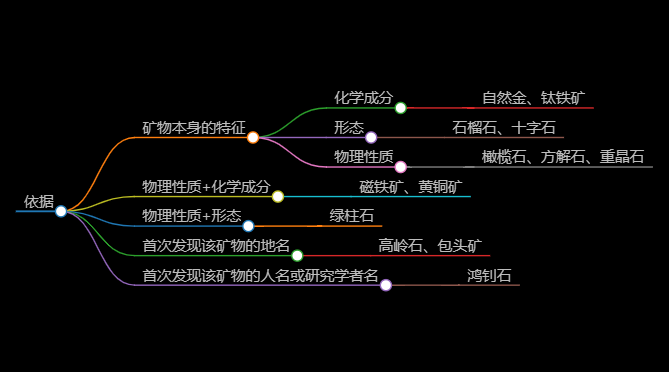 依据
矿物本身的特征
化学成分
自然金、钛铁矿
形态
石榴石、十字石
物理性质
橄榄石、方解石、重晶石
物理性质+化学成分
磁铁矿、黄铜矿
物理性质+形态
绿柱石
首次发现该矿物的地名
高岭石、包头矿
首次发现该矿物的人名或研究学者名
鸿钊石